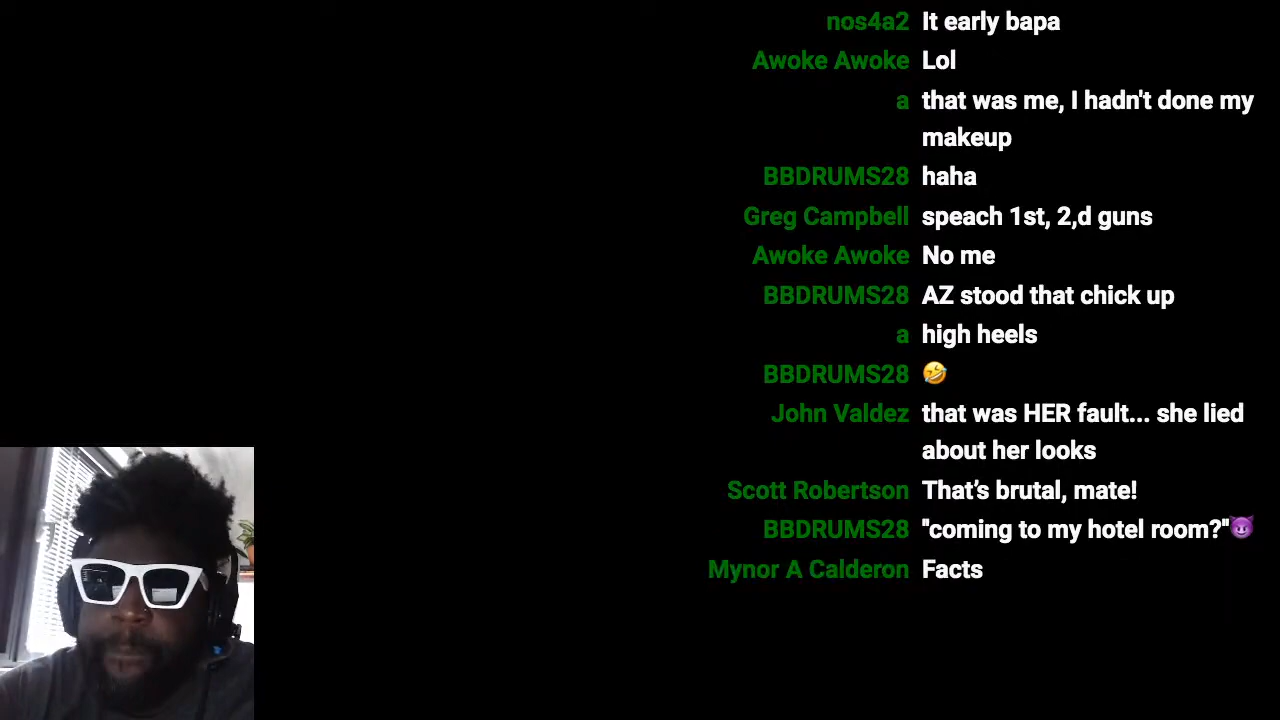 nos4a2 It early bapa
Awoke Awoke Lol
a that was me, I hadn't done my
makeup
BBDRUMS28 haha
Greg Campbell speach 1st, 2,d guns
Awoke Awoke No me
BBDRUMS28 AZ stood that chick up
a high heels
BBDRUMS28 🤣
John Valdez that was HER fault... she lied
about her looks
Scott Robertson That’s brutal, mate!
BBDRUMS28 "coming to my hotel room?"😈
Mynor A Calderon Facts